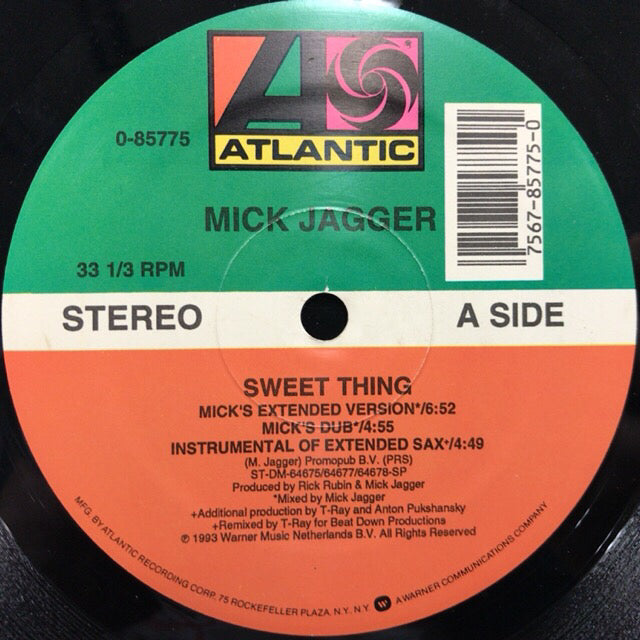 0-85775
ATLANTIC
7567-85775-0
MICK JAGGER
33 1/3 RPM
STEREO
A SIDE
SWEET THING
MICK'S EXTENDED VERSION*/6:52
MICK'S DUB*/4:55
INSTRUMENTAL OF EXTENDED SAX+/4:49
(M. Jagger) Promopub B.V. (PRS)
ST-DM-64675/64677/64678-SP
Produced by Rick Rubin & Mick Jagger
*Mixed by Mick Jagger
+Additional production by T-Ray and Anton Pukshansky
+Remixed by T-Ray for Beat Down Productions
℗ 1993 Warner Music Netherlands B.V. All Rights Reserved
MFG. BY ATLANTIC RECORDING CORP. 75 ROCKEFELLER PLAZA, N.Y. N.Y. A WARNER COMMUNICATIONS COMPANY